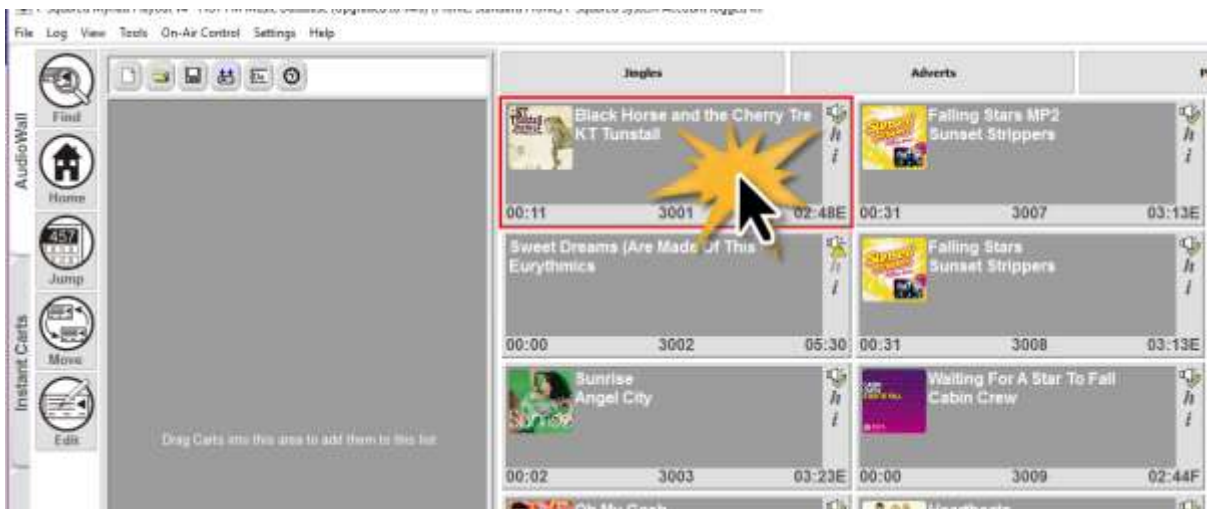 File Log View Tools On-Air Control Settings Help
AudioWall
Instant Carts
Find
Home
457
Jump
Move
Edit
Drag Carts into this area to add them to this list
Jingles
Adverts
Black Horse and the Cherry Tre
KT Tunstall
h
i
00:11 3001 02:48E
Falling Stars MP2
Sunset Strippers
h
i
00:31 3007 03:13E
Sweet Dreams (Are Made Of This
Eurythmics
h
i
00:00 3002 05:30
Falling Stars
Sunset Strippers
h
i
00:31 3008 03:13E
Sunrise
Angel City
h
i
00:02 3003 03:23E
Waiting For A Star To Fall
Cabin Crew
h
i
00:00 3009 02:44F